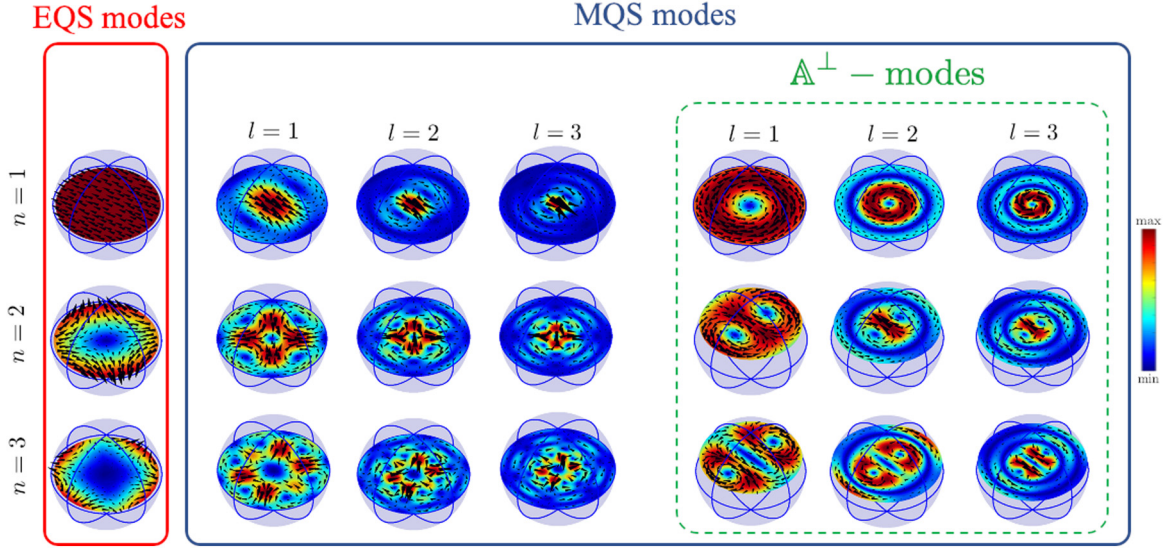 EQS modes
MQS modes
𝔸⊥ − modes
l = 1
l = 2
l = 3
l = 1
l = 2
l = 3
n = 1
n = 2
n = 3
max
min